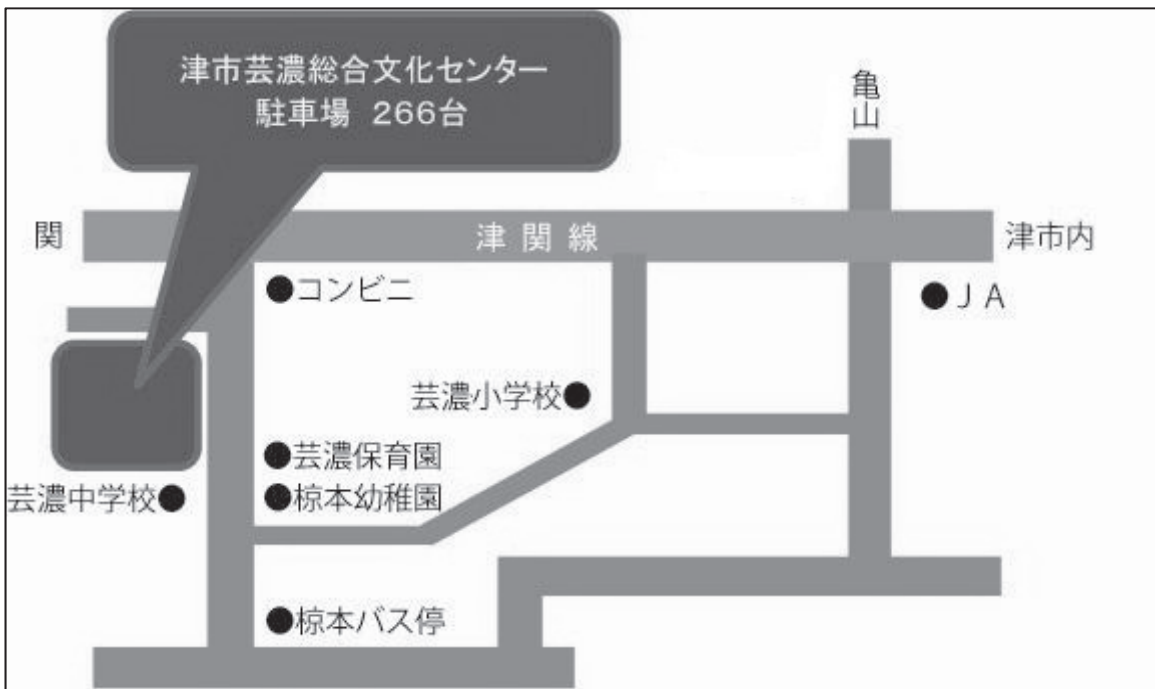 津市芸濃総合文化センター
駐車場 266台
亀山
関
津関線
津市内
●コンビニ
●JA
芸濃小学校●
●芸濃保育園
●椋本幼稚園
芸濃中学校●
●椋本バス停